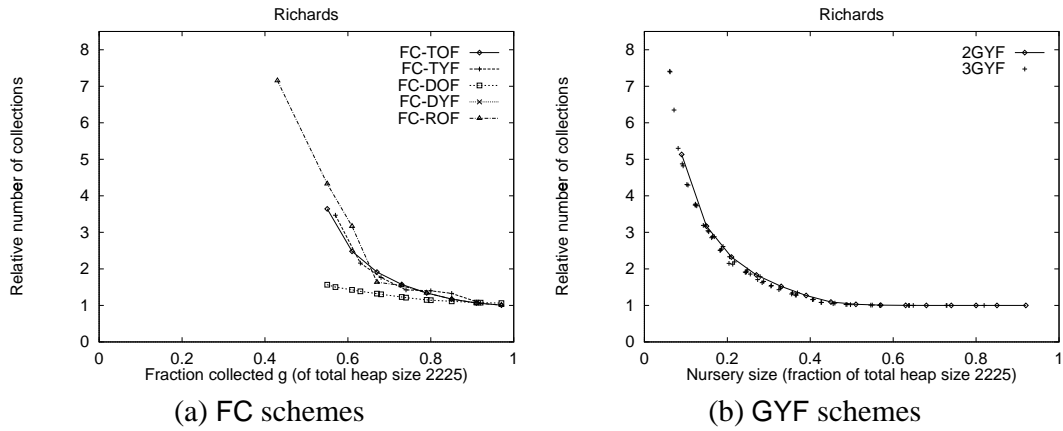 Richards
8
7
6
5
4
3
2
1
0
Relative number of collections
FC-TOF
FC-TYF
FC-DOF
FC-DYF
FC-ROF
0 0.2 0.4 0.6 0.8 1
Fraction collected g (of total heap size 2225)
(a) FC schemes
Richards
8
7
6
5
4
3
2
1
0
Relative number of collections
2GYF
3GYF
0 0.2 0.4 0.6 0.8 1
Nursery size (fraction of total heap size 2225)
(b) GYF schemes